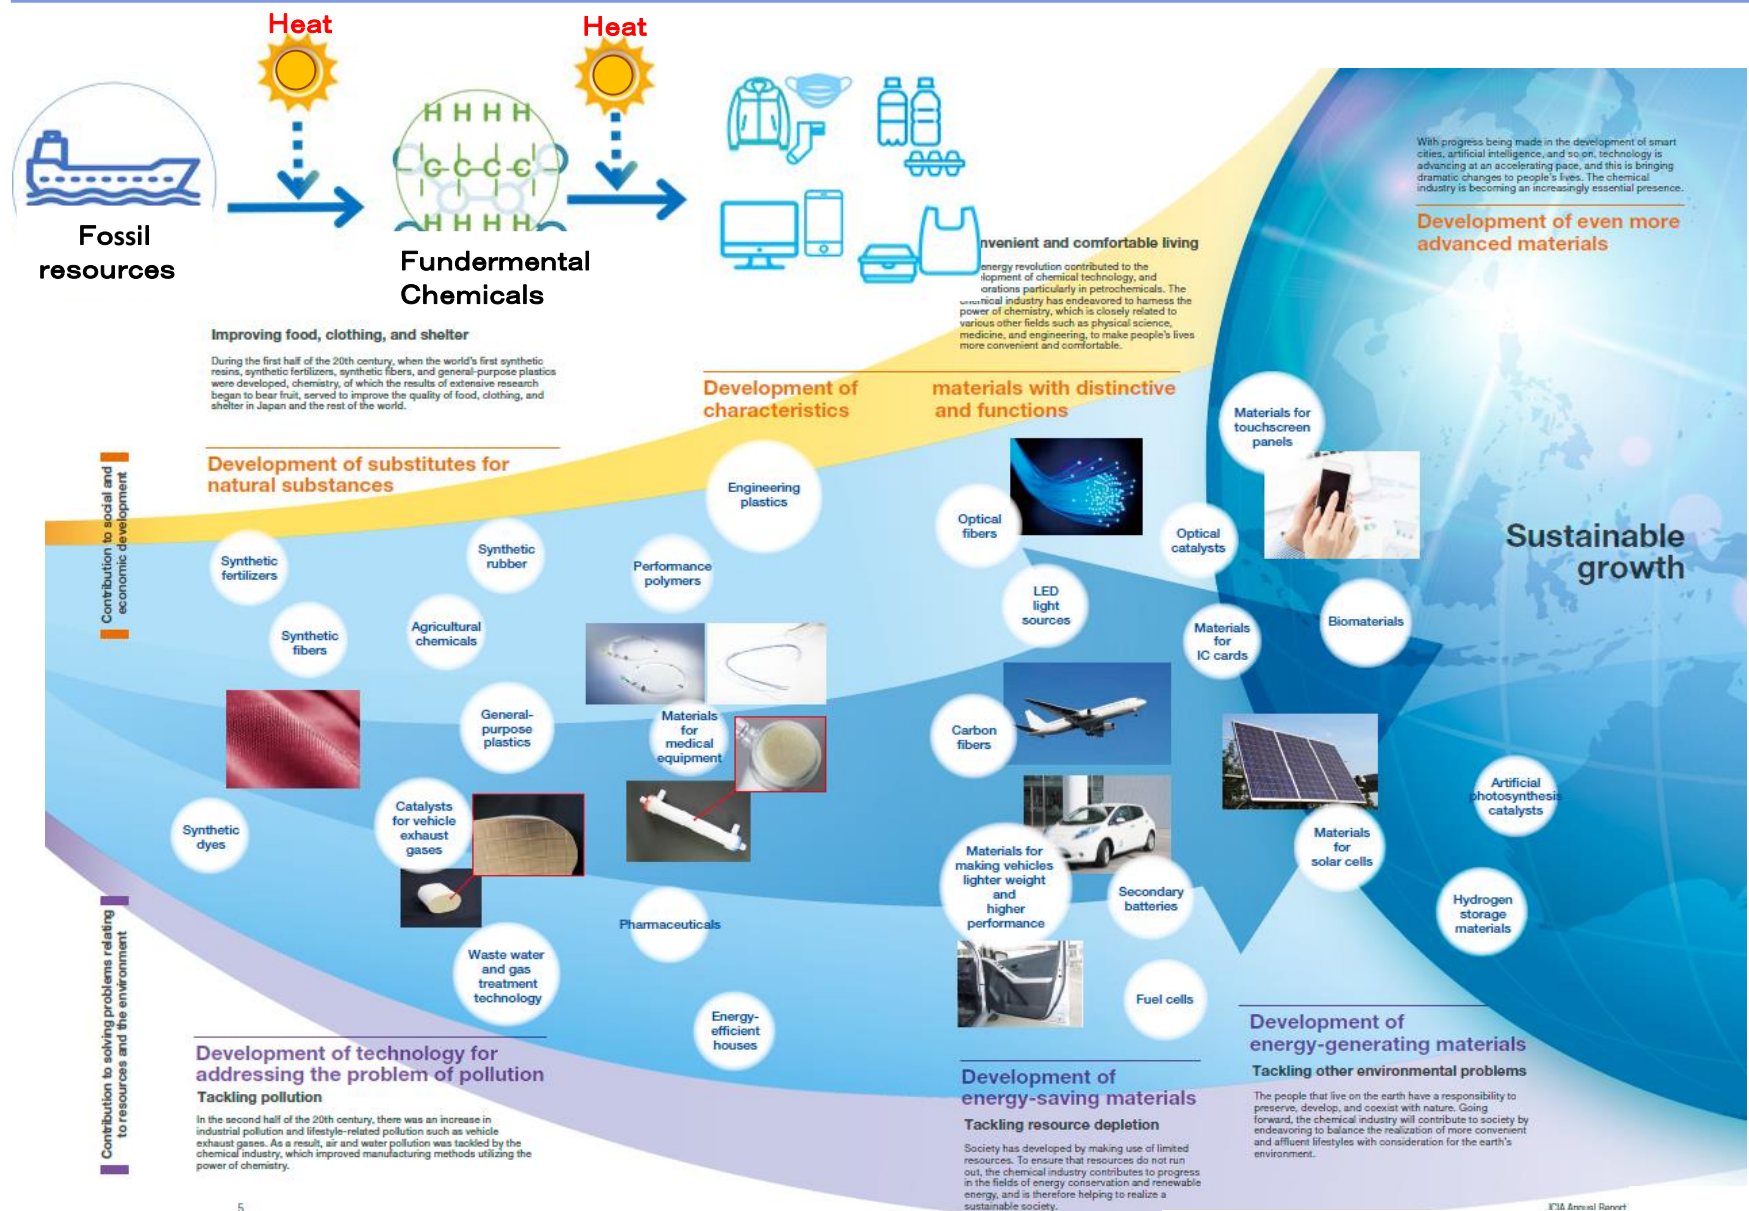 Heat
Heat
Fossil
resources
H H H H
C-C-C-C
H H H H
Fundermental
Chemicals
Improving food, clothing, and shelter
During the first half of the 20th century, when the world's first synthetic
resins, synthetic fertilizers, synthetic fibers, and general-purpose plastics
were developed, chemistry, of which the results of extensive research
began to bear fruit, served to improve the quality of food, clothing, and
shelter in Japan and the rest of the world.
Development of substitutes for
natural substances
nvenient and comfortable living
energy revolution contributed to the
lopment of chemical technology, and
orations particularly in petrochemicals. The
chemical industry has endeavored to harness the
power of chemistry, which is closely related to
various other fields such as physical science,
medicine, and engineering, to make people's lives
more convenient and comfortable.
Development of materials with distinctive
characteristics and functions
With progress being made in the development of smart
cities, artificial intelligence, and so on, technology is
advancing at an accelerating pace, and this is bringing
dramatic changes to people's lives. The chemical
industry is becoming an increasingly essential presence.
Development of even more
advanced materials
Contribution to social and
economic development
Synthetic
fertilizers
Synthetic
rubber
Synthetic
fibers
Agricultural
chemicals
Engineering
plastics
Performance
polymers
General-
purpose
plastics
Materials
for
medical
equipment
Synthetic
dyes
Catalysts
for vehicle
exhaust
gases
Waste water
and gas
treatment
technology
Pharmaceuticals
Energy-
efficient
houses
Optical
fibers
LED
light
sources
Optical
catalysts
Materials for
touchscreen
panels
Materials
for
IC cards
Biomaterials
Carbon
fibers
Materials for
making vehicles
lighter weight
and
higher
performance
Secondary
batteries
Fuel cells
Materials
for
solar cells
Artificial
photosynthesis
catalysts
Hydrogen
storage
materials
Sustainable
growth
Contribution to solving problems relating
to resources and the environment
Development of technology for
addressing the problem of pollution
Tackling pollution
In the second half of the 20th century, there was an increase in
industrial pollution and lifestyle-related pollution such as vehicle
exhaust gases. As a result, air and water pollution was tackled by the
chemical industry, which improved manufacturing methods utilizing the
power of chemistry.
Development of
energy-saving materials
Tackling resource depletion
Society has developed by making use of limited
resources. To ensure that resources do not run
out, the chemical industry contributes to progress
in the fields of energy conservation and renewable
energy, and is therefore helping to realize a
sustainable society.
Development of
energy-generating materials
Tackling other environmental problems
The people that live on the earth have a responsibility to
preserve, develop, and coexist with nature. Going
forward, the chemical industry will contribute to society by
endeavoring to balance the realization of more convenient
and affluent lifestyles with consideration for the earth's
environment.
5
JCIA Annual Report